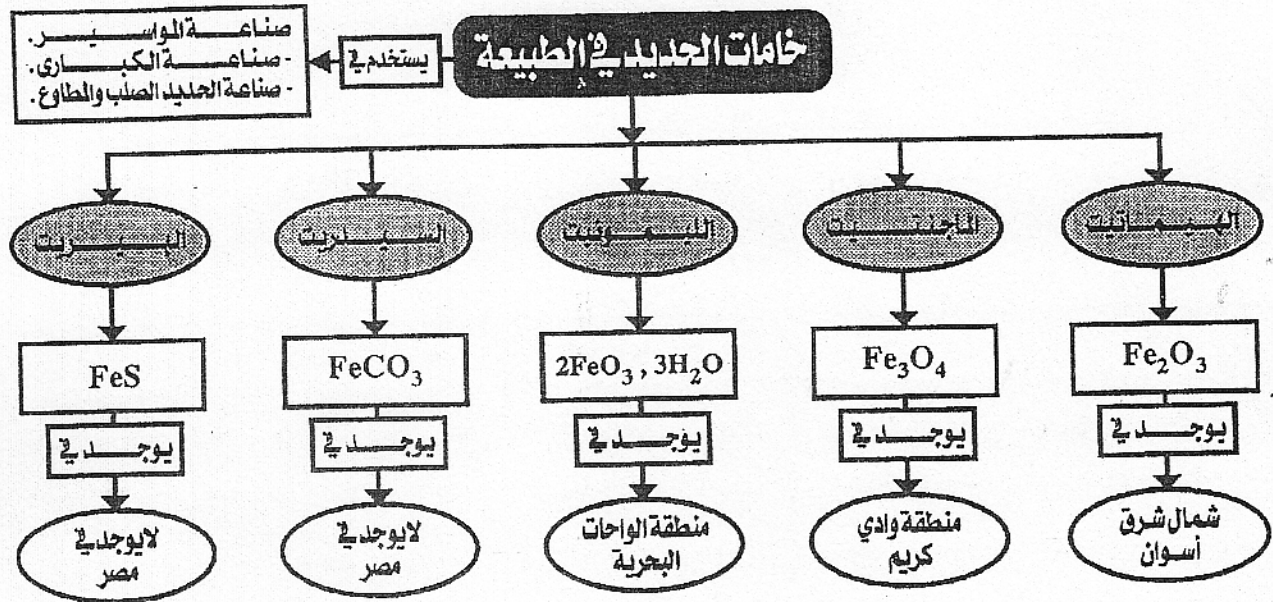 خامات الحديد في الطبيعة
يستخدم في
صناعة المواسير.
- صناعة الكبارى.
- صناعة الحديد الصلب والمطاوع.
الهيماتيت
الماجنتيت
الليمونيت
السيدريت
البيريت
Fe₂O₃
Fe₃O₄
2FeO₃ , 3H₂O
FeCO₃
FeS
يوجد في
يوجد في
يوجد في
يوجد في
يوجد في
شمال شرق
أسوان
منطقة وادي
كريم
منطقة الواحات
البحرية
لايوجد في
مصر
لايوجد في
مصر